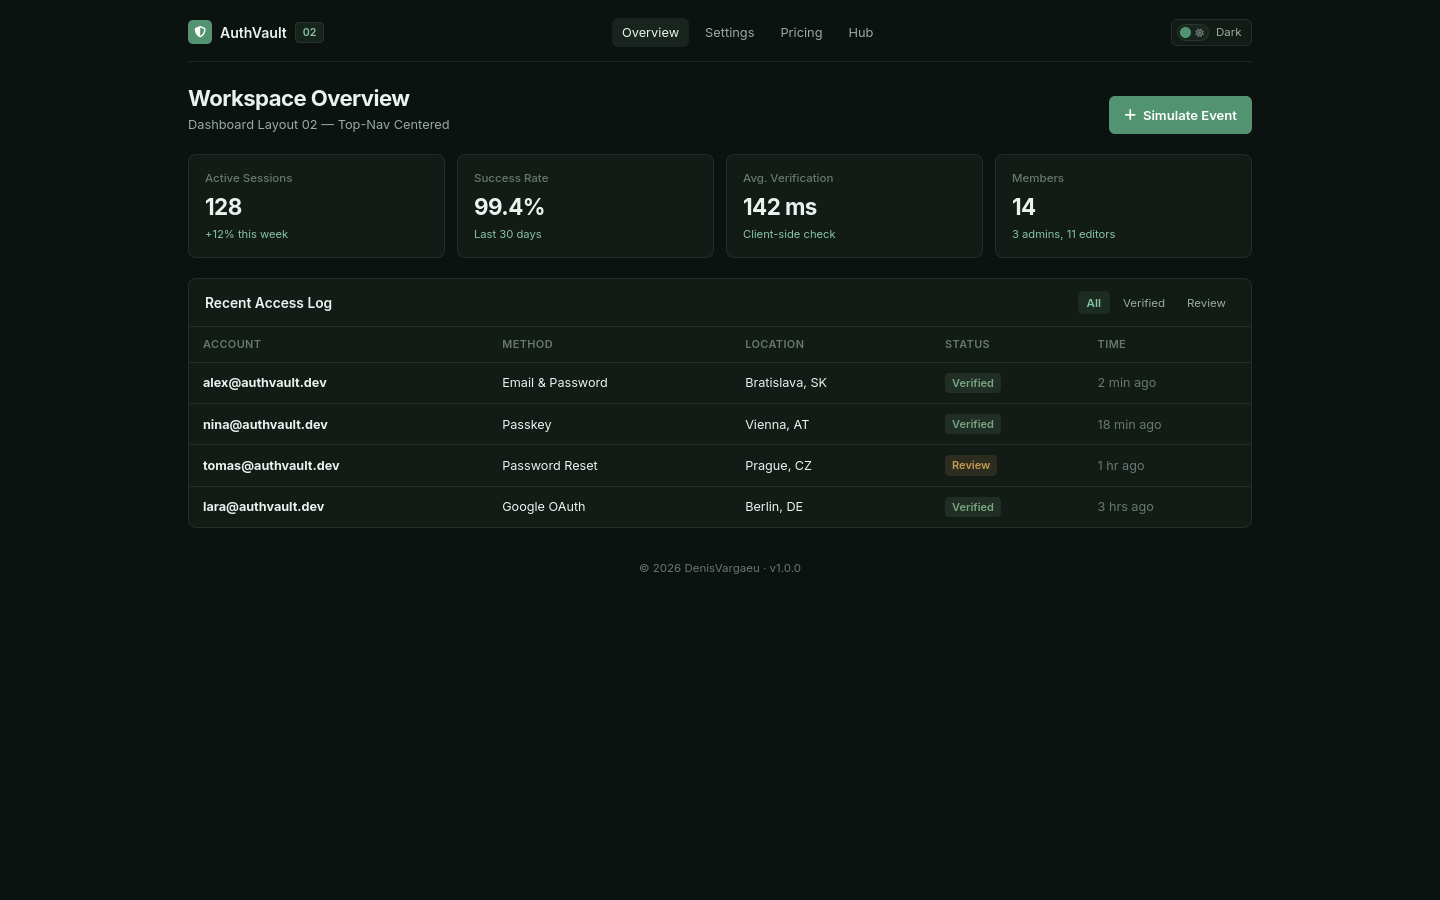 AuthVault 02 Overview Settings Pricing Hub Dark
Workspace Overview
Dashboard Layout 02 — Top-Nav Centered
Simulate Event
Active Sessions
128
+12% this week
Success Rate
99.4%
Last 30 days
Avg. Verification
142 ms
Client-side check
Members
14
3 admins, 11 editors
Recent Access Log All Verified Review
ACCOUNT METHOD LOCATION STATUS TIME
alex@authvault.dev Email & Password Bratislava, SK Verified 2 min ago
nina@authvault.dev Passkey Vienna, AT Verified 18 min ago
tomas@authvault.dev Password Reset Prague, CZ Review 1 hr ago
lara@authvault.dev Google OAuth Berlin, DE Verified 3 hrs ago
© 2026 DenisVargaeu · v1.0.0